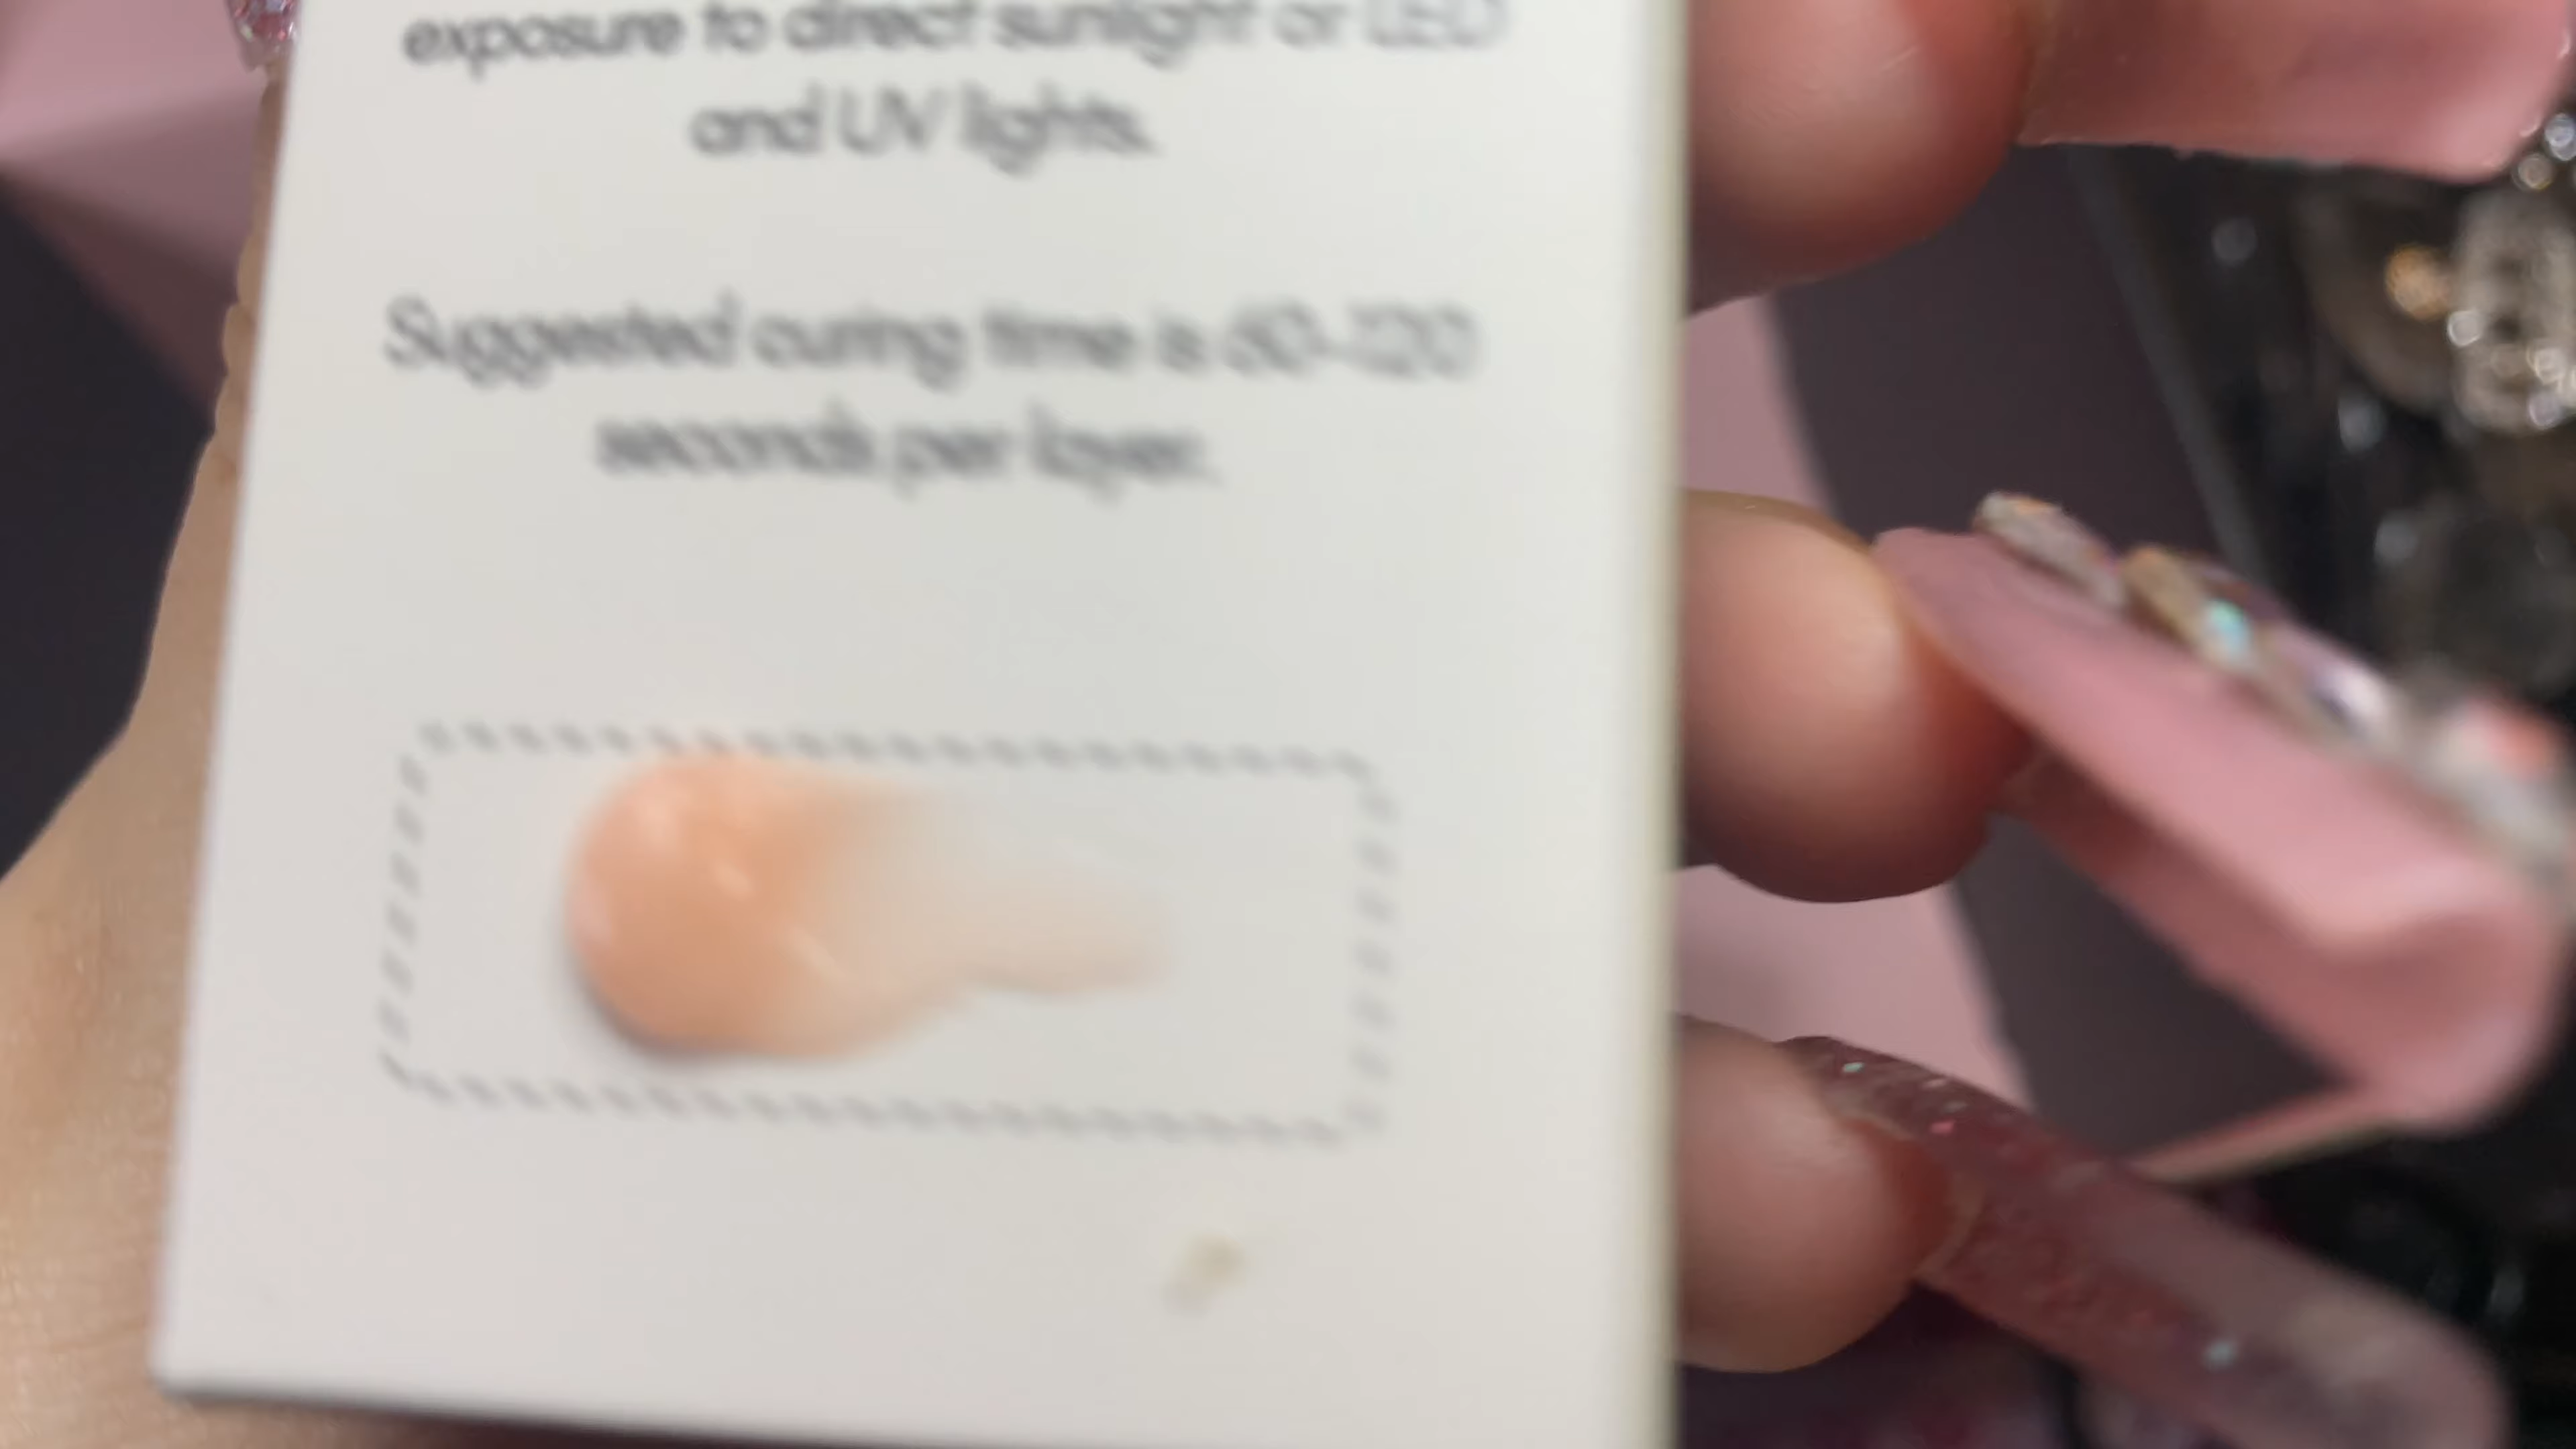 exposure to direct sunlight or LED
and UV lights.
Suggested curing time is 60-120
seconds per layer.